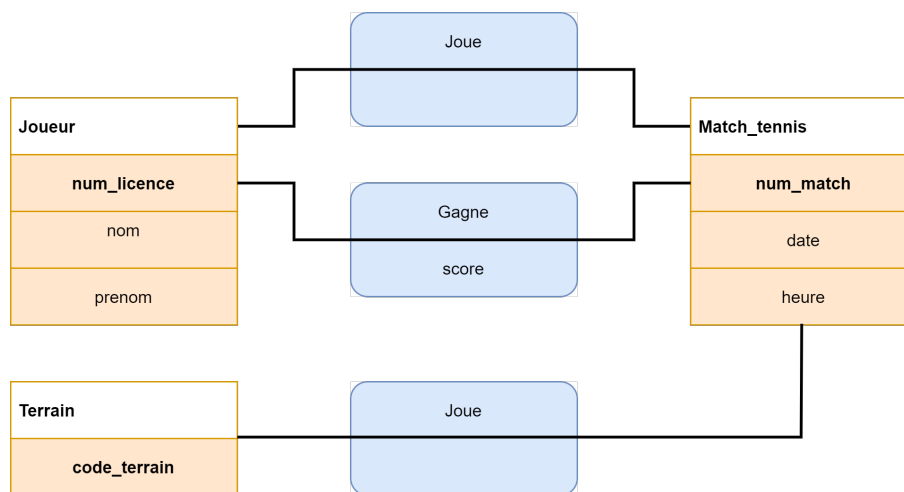 Joue
Joueur
Match_tennis
num_licence
num_match
nom
Gagne
date
score
prenom
heure
Terrain
Joue
code_terrain